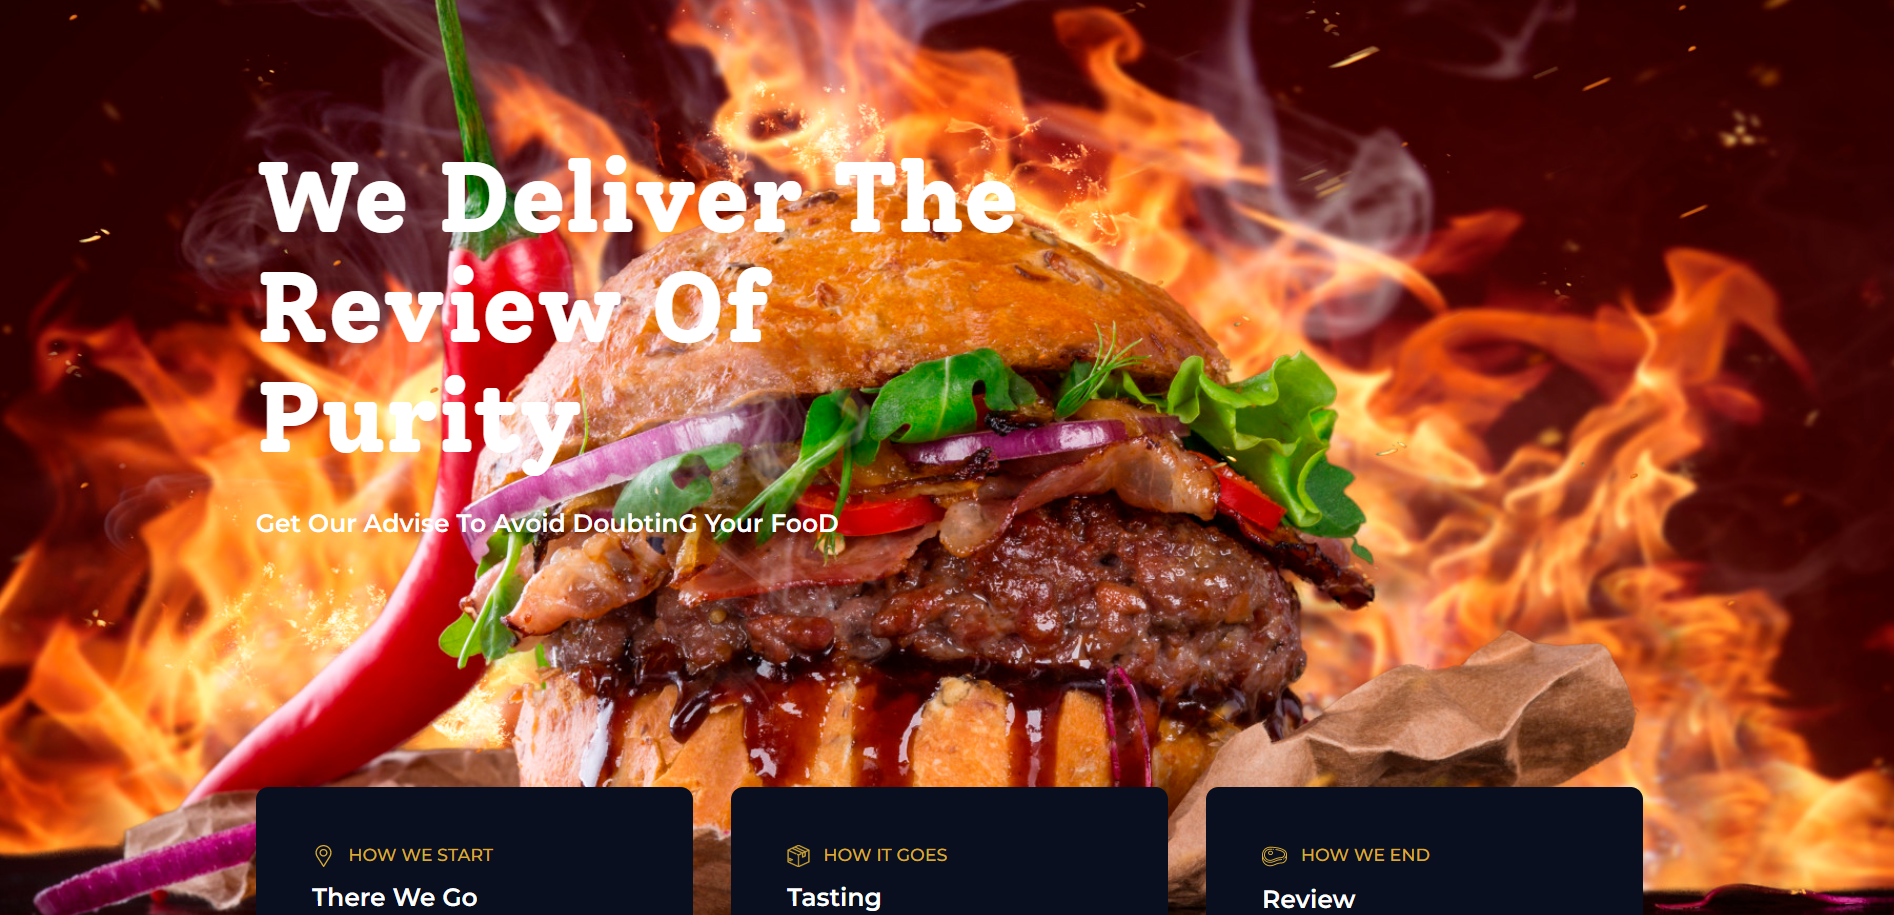 We Deliver The
Review Of
Purity
Get Our Advise To Avoid DoubtinG Your FooD
HOW WE START
There We Go
HOW IT GOES
Tasting
HOW WE END
Review